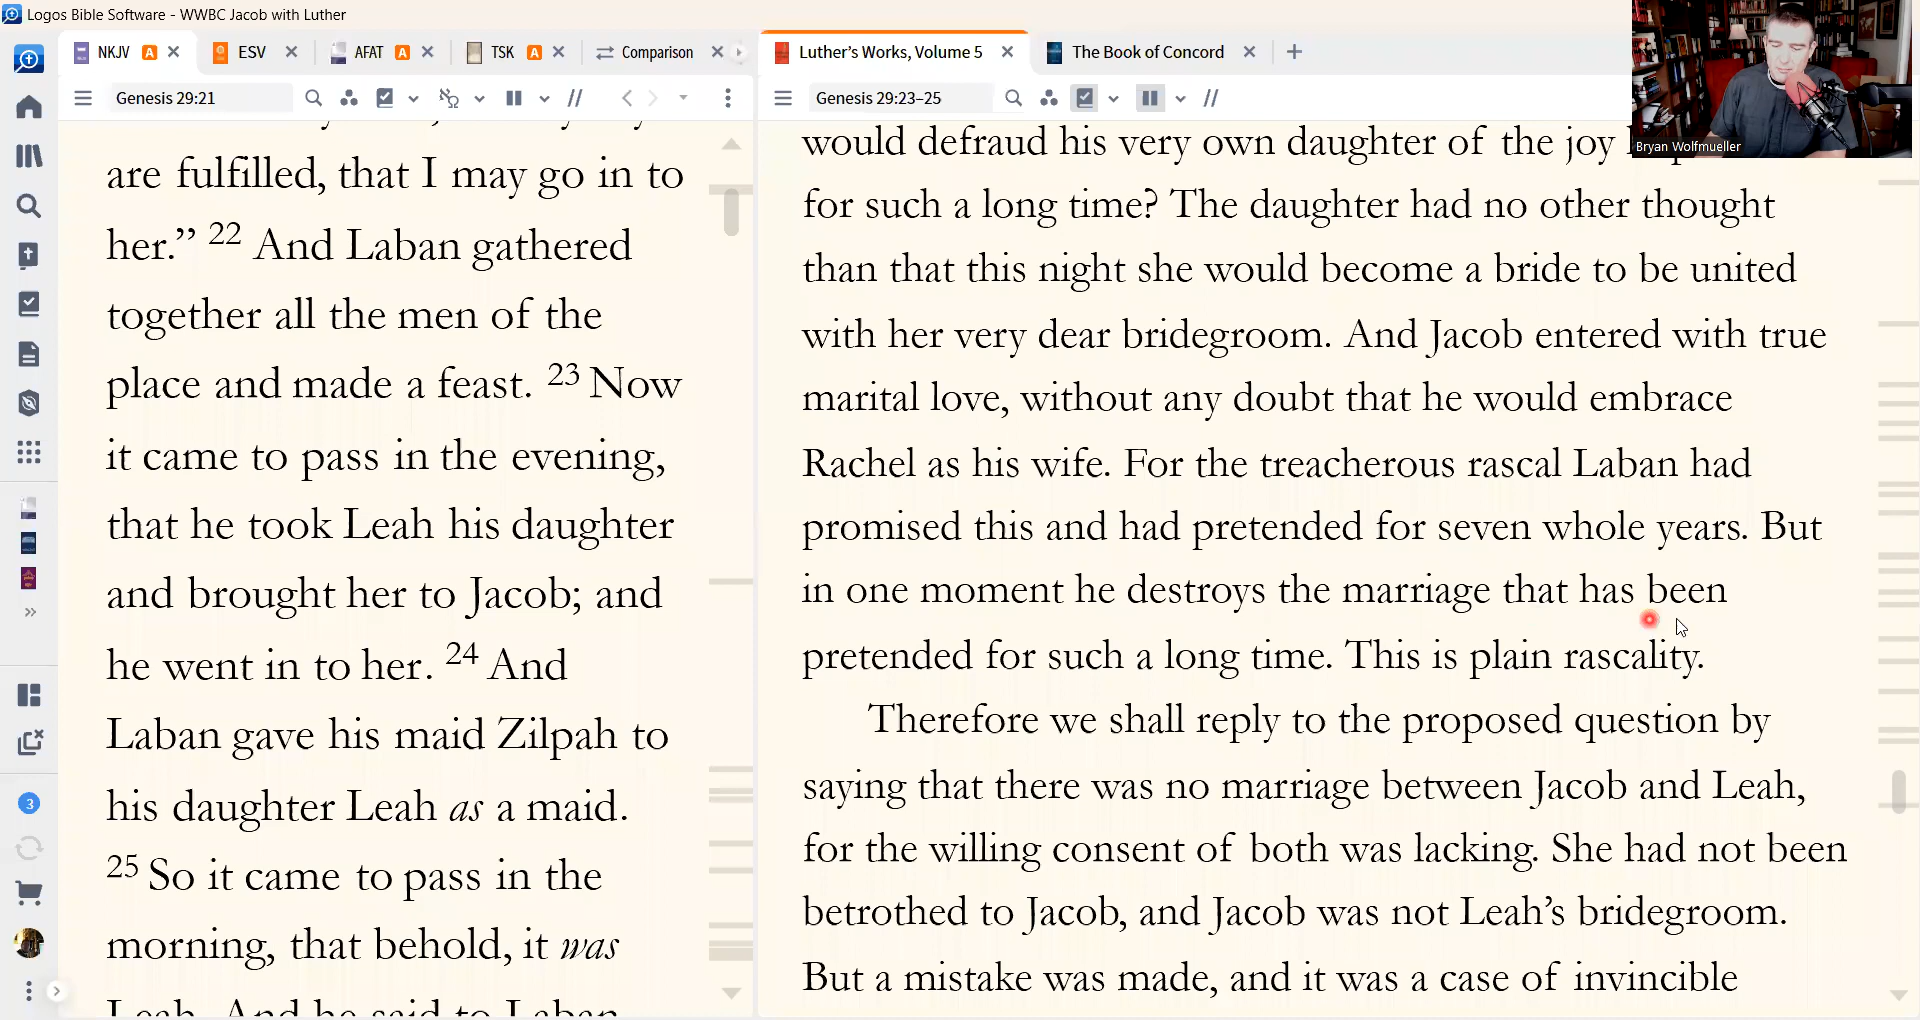 Logos Bible Software - WWBC Jacob with Luther
NKJV A
ESV
AFAT A
TSK A
Comparison
Genesis 29:21
are fulfilled, that I may go in to
her.” 22 And Laban gathered
together all the men of the
place and made a feast. 23 Now
it came to pass in the evening,
that he took Leah his daughter
and brought her to Jacob; and
he went in to her. 24 And
Laban gave his maid Zilpah to
his daughter Leah as a maid.
25 So it came to pass in the
morning, that behold, it was
Leah. And he said to Laban
3
Luther’s Works, Volume 5
The Book of Concord
Genesis 29:23–25
would defraud his very own daughter of the joy
for such a long time? The daughter had no other thought
than that this night she would become a bride to be united
with her very dear bridegroom. And Jacob entered with true
marital love, without any doubt that he would embrace
Rachel as his wife. For the treacherous rascal Laban had
promised this and had pretended for seven whole years. But
in one moment he destroys the marriage that has been
pretended for such a long time. This is plain rascality.
Therefore we shall reply to the proposed question by
saying that there was no marriage between Jacob and Leah,
for the willing consent of both was lacking. She had not been
betrothed to Jacob, and Jacob was not Leah’s bridegroom.
But a mistake was made, and it was a case of invincible
Bryan Wolfmueller